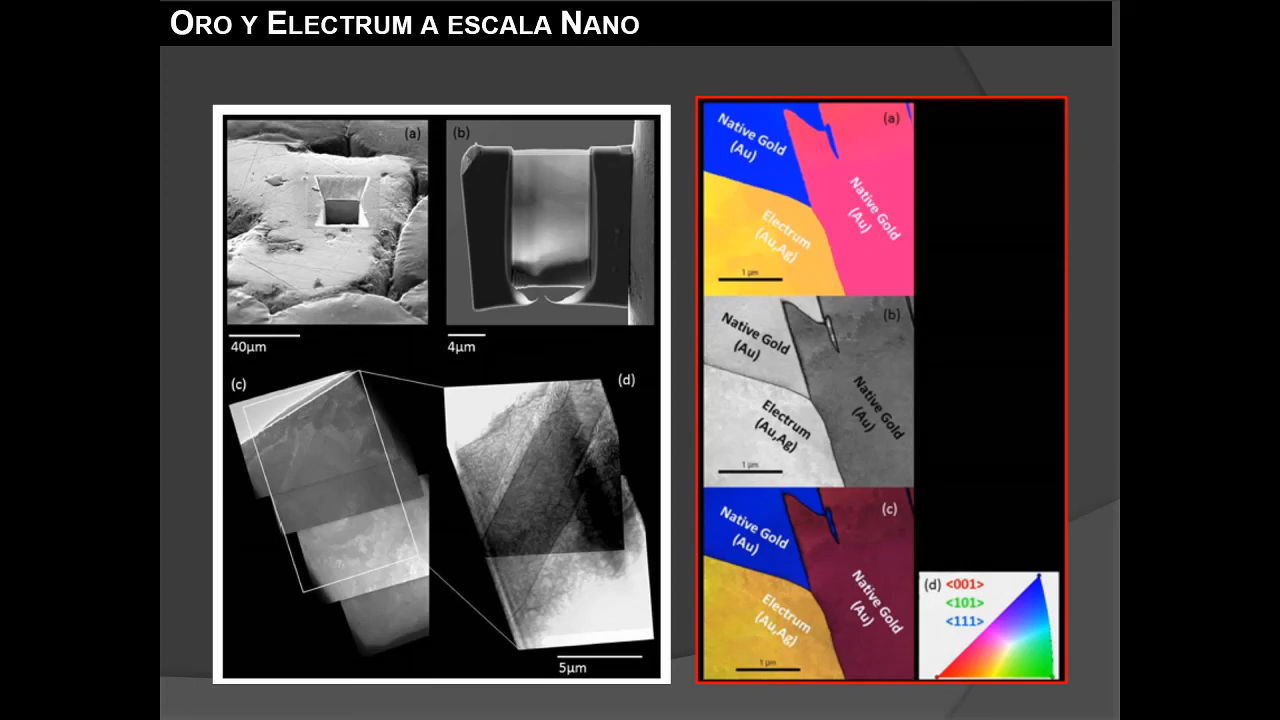 ORO Y ELECTRUM A ESCALA NANO
(a)
(b)
40µm
4µm
(c)
(d)
5µm
(a)
Native Gold
(Au)
Native Gold
(Au)
Electrum
(Au,Ag)
1 µm
(b)
Native Gold
(Au)
Native Gold
(Au)
Electrum
(Au,Ag)
1 µm
(c)
Native Gold
(Au)
Native Gold
(Au)
Electrum
(Au,Ag)
1 µm
(d) <001>
<101>
<111>